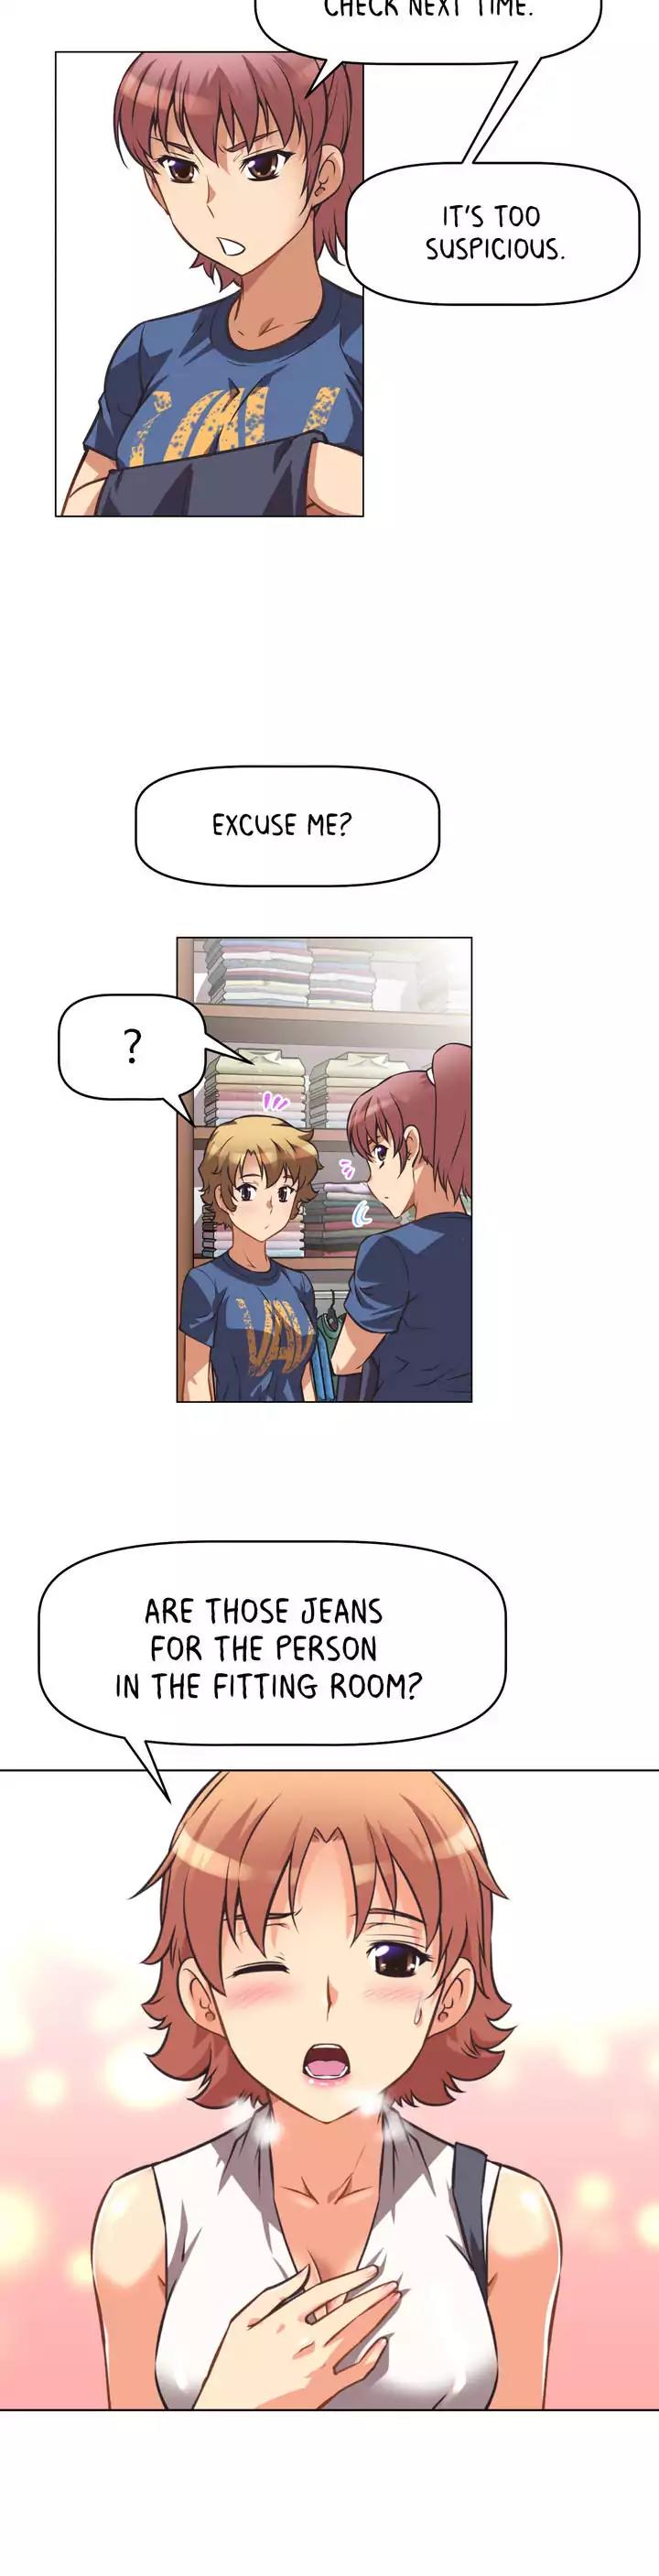 CHECK NEXT TIME.
IT'S TOO
SUSPICIOUS.
EXCUSE ME?
?
ARE THOSE JEANS
FOR THE PERSON
IN THE FITTING ROOM?